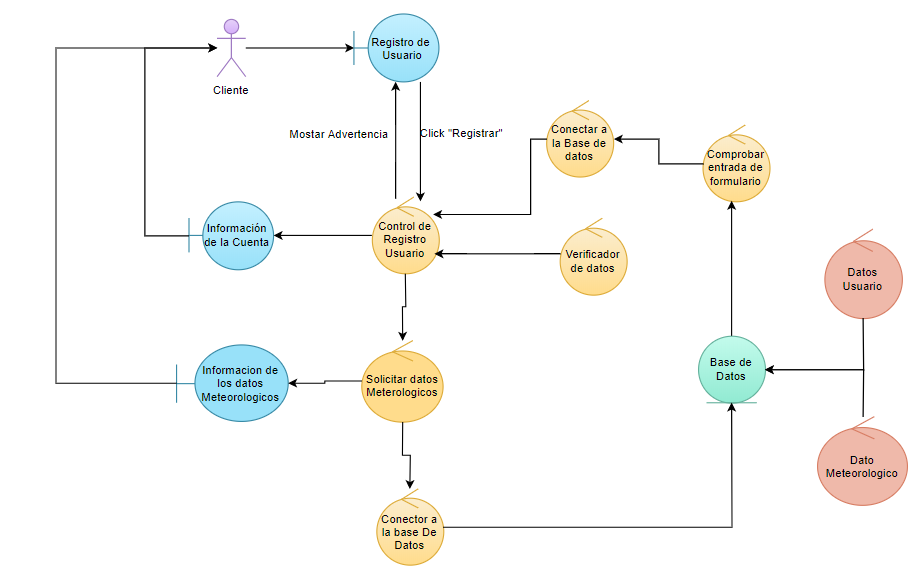 Cliente
Registro de
Usuario
Mostar Advertencia
Click "Registrar"
Conectar a
la Base de
datos
Comprobar
entrada de
formulario
Información
de la Cuenta
Control de
Registro
Usuario
Verificador
de datos
Datos
Usuario
Informacion de
los datos
Meteorologicos
Solicitar datos
Meterologicos
Base de
Datos
Dato
Meteorologico
Conector a
la base De
Datos